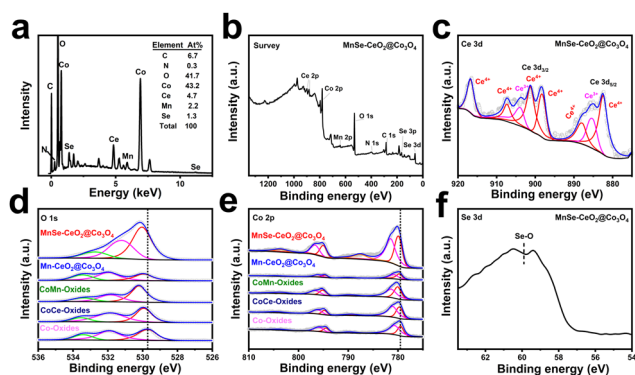 a
Intensity (a.u.)
O
Co
C
N
Se
Ce
Mn
Co
Se
Element At%
C 6.7
N 0.3
O 41.7
Co 43.2
Ce 4.7
Mn 2.2
Se 1.3
Total 100
0 5 10
Energy (keV)
b
Intensity (a.u.)
Survey MnSe-CeO₂@Co₃O₄
Ce 2p
Co 2p
Mn 2p
O 1s
N 1s
C 1s
Se 3p
Se 3d
1200 1000 800 600 400 200 0
Binding energy (eV)
c
Intensity (a.u.)
Ce 3d MnSe-CeO₂@Co₃O₄
Ce 3d3/2
Ce 3d5/2
Ce⁴⁺
Ce⁴⁺
Ce³⁺
Ce⁴⁺
Ce⁴⁺
Ce⁴⁺
Ce³⁺
Ce⁴⁺
920 910 900 890 880
Binding energy (eV)
d
Intensity (a.u.)
O 1s
MnSe-CeO₂@Co₃O₄
Mn-CeO₂@Co₃O₄
CoMn-Oxides
CoCe-Oxides
Co-Oxides
536 534 532 530 528 526
Binding energy (eV)
e
Intensity (a.u.)
Co 2p
MnSe-CeO₂@Co₃O₄
Mn-CeO₂@Co₃O₄
CoMn-Oxides
CoCe-Oxides
Co-Oxides
810 800 790 780
Binding energy (eV)
f
Intensity (a.u.)
Se 3d MnSe-CeO₂@Co₃O₄
Se-O
62 60 58 56 54
Binding energy (eV)